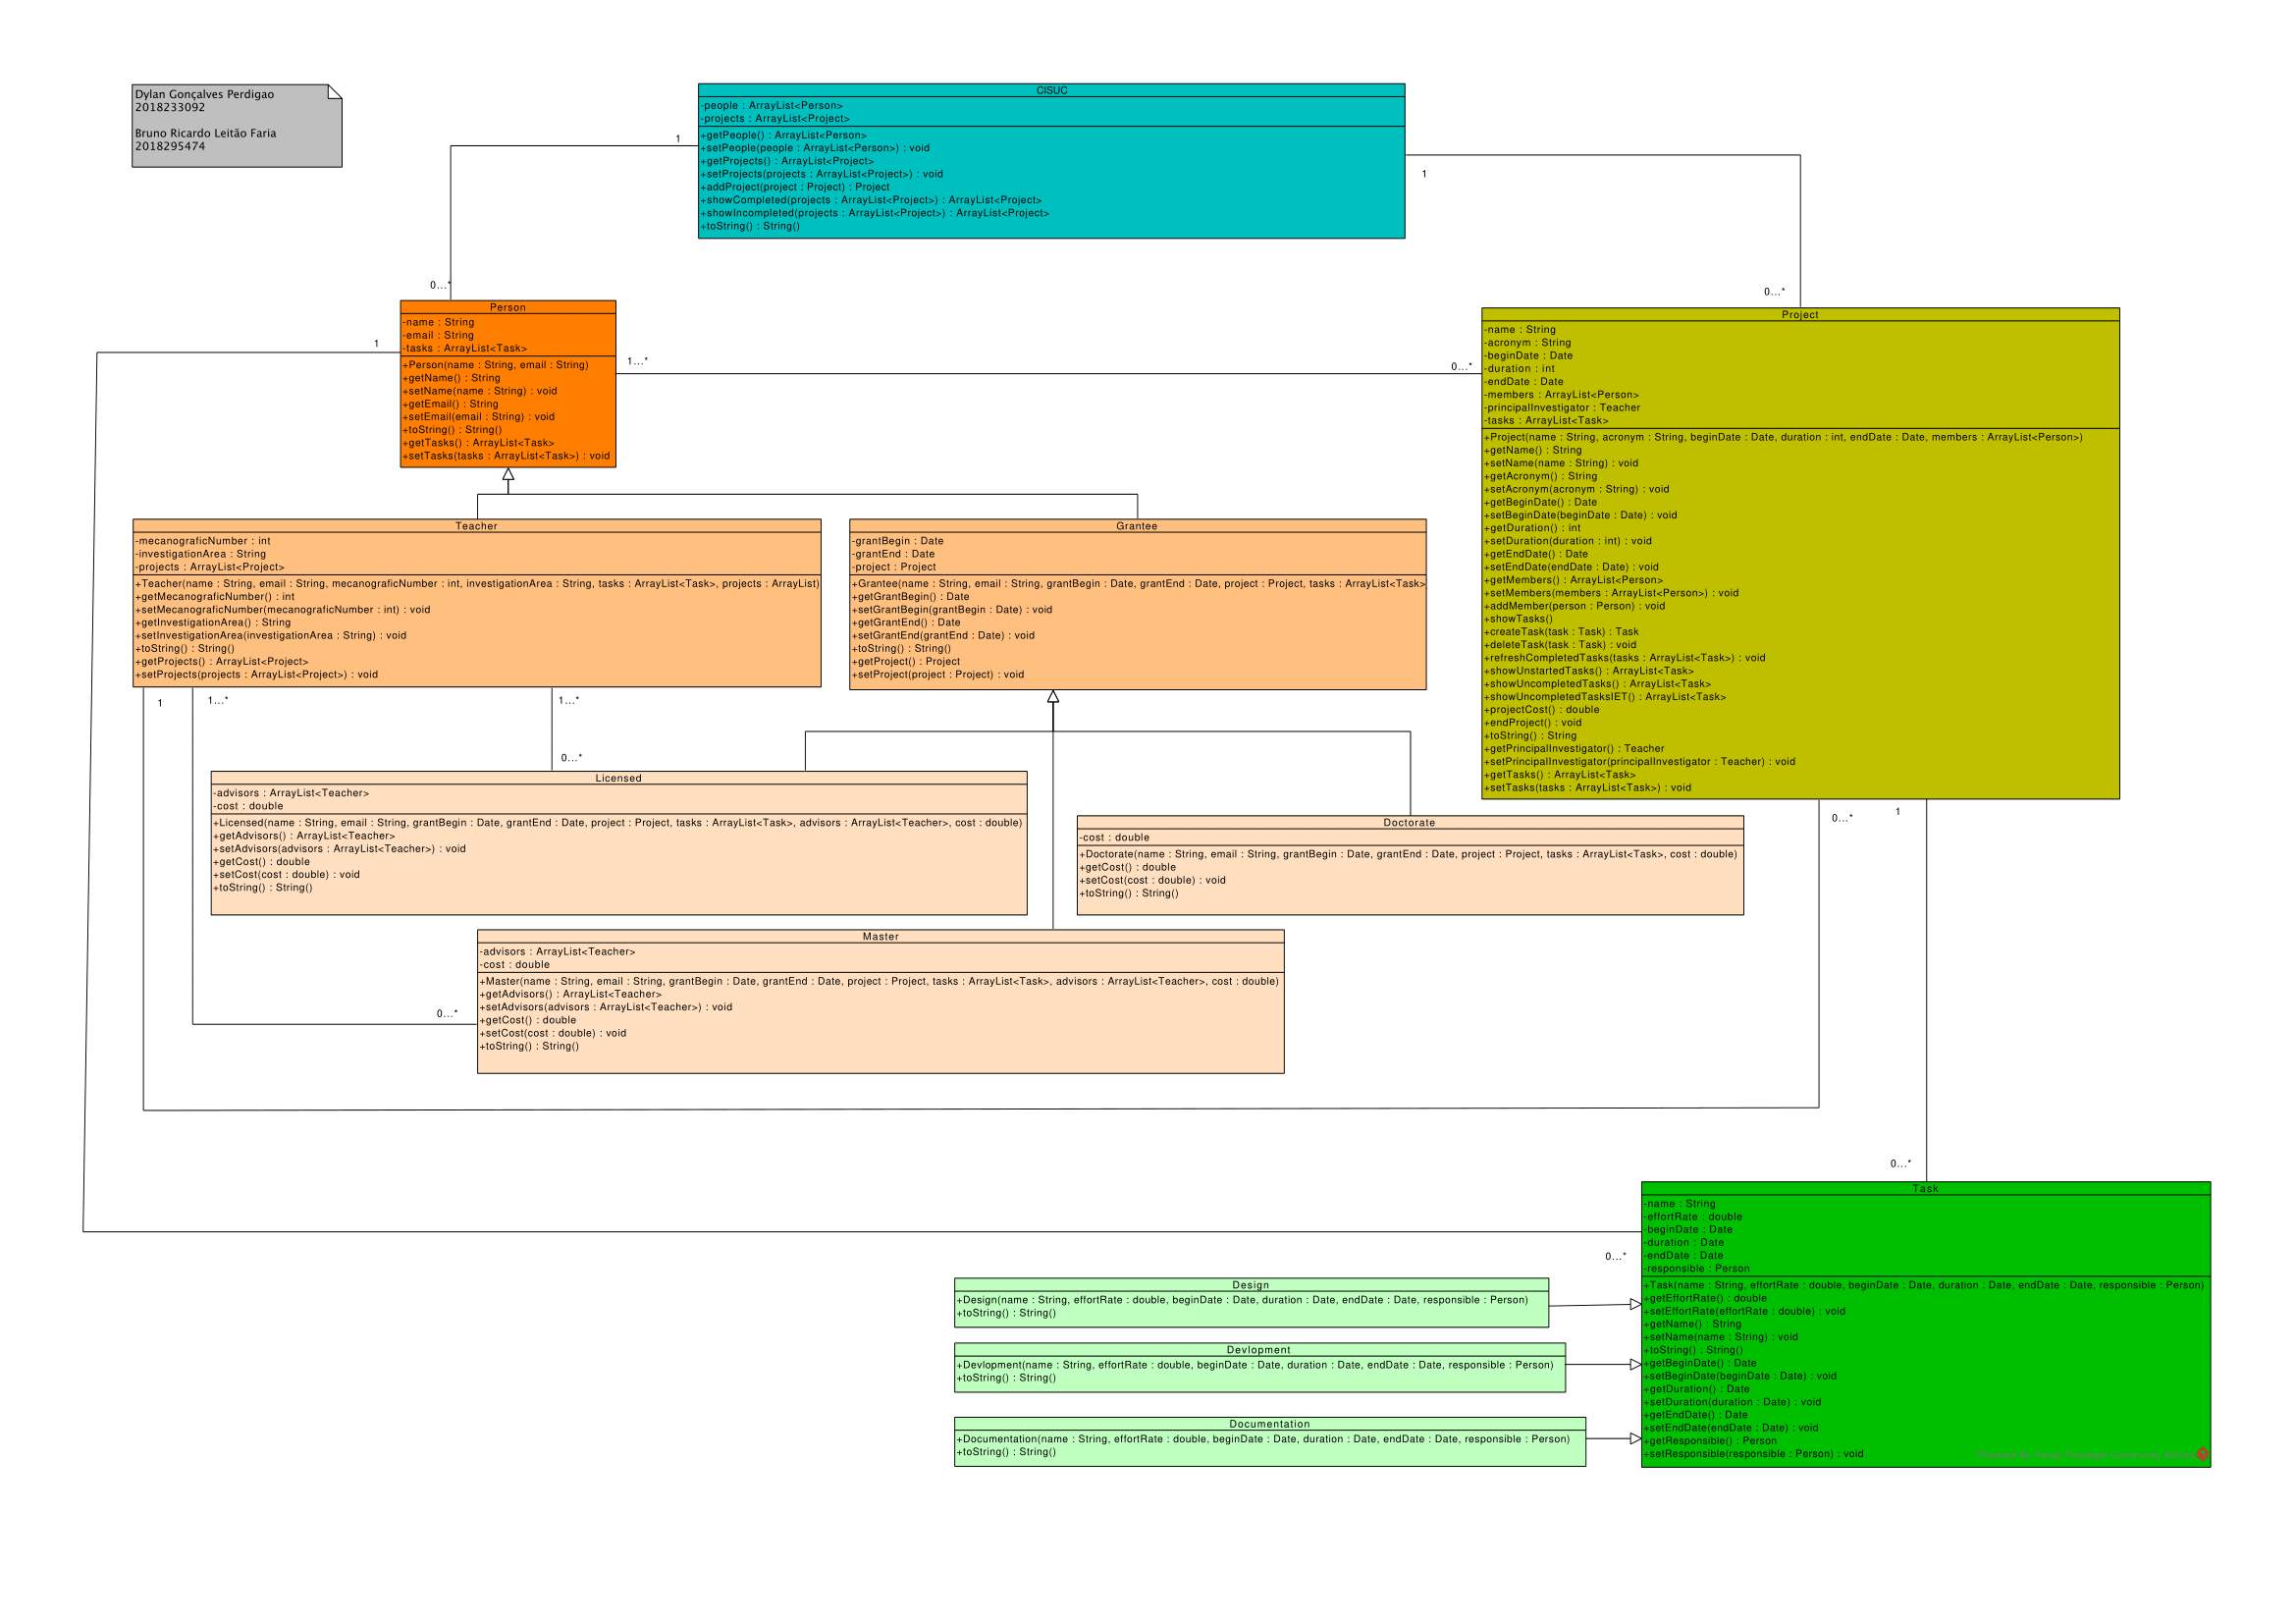 Dylan Gonçalves Perdigao
2018233092
Bruno Ricardo Leitão Faria
2018295474
CISUC
-people : ArrayList<Person>
-projects : ArrayList<Project>
+getPeople() : ArrayList<Person>
+setPeople(people : ArrayList<Person>) : void
+getProjects() : ArrayList<Project>
+setProjects(projects : ArrayList<Project>) : void
+addProject(project : Project) : Project
+showCompleted(projects : ArrayList<Project>) : ArrayList<Project>
+showIncompleted(projects : ArrayList<Project>) : ArrayList<Project>
+toString() : String()
1
1
0...*
0...*
Person
-name : String
-email : String
-tasks : ArrayList<Task>
+Person(name : String, email : String)
+getName() : String
+setName(name : String) : void
+getEmail() : String
+setEmail(email : String) : void
+toString() : String()
+getTasks() : ArrayList<Task>
+setTasks(tasks : ArrayList<Task>) : void
1
1...*
0...*
Project
-name : String
-acronym : String
-beginDate : Date
-duration : int
-endDate : Date
-members : ArrayList<Person>
-principalInvestigator : Teacher
-tasks : ArrayList<Task>
+Project(name : String, acronym : String, beginDate : Date, duration : int, endDate : Date, members : ArrayList<Person>)
+getName() : String
+setName(name : String) : void
+getAcronym() : String
+setAcronym(acronym : String) : void
+getBeginDate() : Date
+setBeginDate(beginDate : Date) : void
+getDuration() : int
+setDuration(duration : int) : void
+getEndDate() : Date
+setEndDate(endDate : Date) : void
+getMembers() : ArrayList<Person>
+setMembers(members : ArrayList<Person>) : void
+addMember(person : Person) : void
+showTasks()
+createTask(task : Task) : Task
+deleteTask(task : Task) : void
+refreshCompletedTasks(tasks : ArrayList<Task>) : void
+showUnstartedTasks() : ArrayList<Task>
+showUncompletedTasks() : ArrayList<Task>
+showUncompletedTasksIET() : ArrayList<Task>
+projectCost() : double
+endProject() : void
+toString() : String
+getPrincipalInvestigator() : Teacher
+setPrincipalInvestigator(principalInvestigator : Teacher) : void
+getTasks() : ArrayList<Task>
+setTasks(tasks : ArrayList<Task>) : void
Teacher
-mecanograficNumber : int
-investigationArea : String
-projects : ArrayList<Project>
+Teacher(name : String, email : String, mecanograficNumber : int, investigationArea : String, tasks : ArrayList<Task>, projects : ArrayList)
+getMecanograficNumber() : int
+setMecanograficNumber(mecanograficNumber : int) : void
+getInvestigationArea() : String
+setInvestigationArea(investigationArea : String) : void
+toString() : String()
+getProjects() : ArrayList<Project>
+setProjects(projects : ArrayList<Project>) : void
Grantee
-grantBegin : Date
-grantEnd : Date
-project : Project
+Grantee(name : String, email : String, grantBegin : Date, grantEnd : Date, project : Project, tasks : ArrayList<Task>
+getGrantBegin() : Date
+setGrantBegin(grantBegin : Date) : void
+getGrantEnd() : Date
+setGrantEnd(grantEnd : Date) : void
+toString() : String()
+getProject() : Project
+setProject(project : Project) : void
1
1...*
1...*
0...*
Licensed
-advisors : ArrayList<Teacher>
-cost : double
+Licensed(name : String, email : String, grantBegin : Date, grantEnd : Date, project : Project, tasks : ArrayList<Task>, advisors : ArrayList<Teacher>, cost : double)
+getAdvisors() : ArrayList<Teacher>
+setAdvisors(advisors : ArrayList<Teacher>) : void
+getCost() : double
+setCost(cost : double) : void
+toString() : String()
Doctorate
-cost : double
+Doctorate(name : String, email : String, grantBegin : Date, grantEnd : Date, project : Project, tasks : ArrayList<Task>, cost : double)
+getCost() : double
+setCost(cost : double) : void
+toString() : String()
0...*
1
Master
-advisors : ArrayList<Teacher>
-cost : double
+Master(name : String, email : String, grantBegin : Date, grantEnd : Date, project : Project, tasks : ArrayList<Task>, advisors : ArrayList<Teacher>, cost : double)
+getAdvisors() : ArrayList<Teacher>
+setAdvisors(advisors : ArrayList<Teacher>) : void
+getCost() : double
+setCost(cost : double) : void
+toString() : String()
0...*
0...*
Task
-name : String
-effortRate : double
-beginDate : Date
-duration : Date
-endDate : Date
-responsible : Person
+Task(name : String, effortRate : double, beginDate : Date, duration : Date, endDate : Date, responsible : Person)
+getEffortRate() : double
+setEffortRate(effortRate : double) : void
+getName() : String
+setName(name : String) : void
+toString() : String()
+getBeginDate() : Date
+setBeginDate(beginDate : Date) : void
+getDuration() : Date
+setDuration(duration : Date) : void
+getEndDate() : Date
+setEndDate(endDate : Date) : void
+getResponsible() : Person
+setResponsible(responsible : Person) : void
0...*
Design
+Design(name : String, effortRate : double, beginDate : Date, duration : Date, endDate : Date, responsible : Person)
+toString() : String()
Devlopment
+Devlopment(name : String, effortRate : double, beginDate : Date, duration : Date, endDate : Date, responsible : Person)
+toString() : String()
Documentation
+Documentation(name : String, effortRate : double, beginDate : Date, duration : Date, endDate : Date, responsible : Person)
+toString() : String()